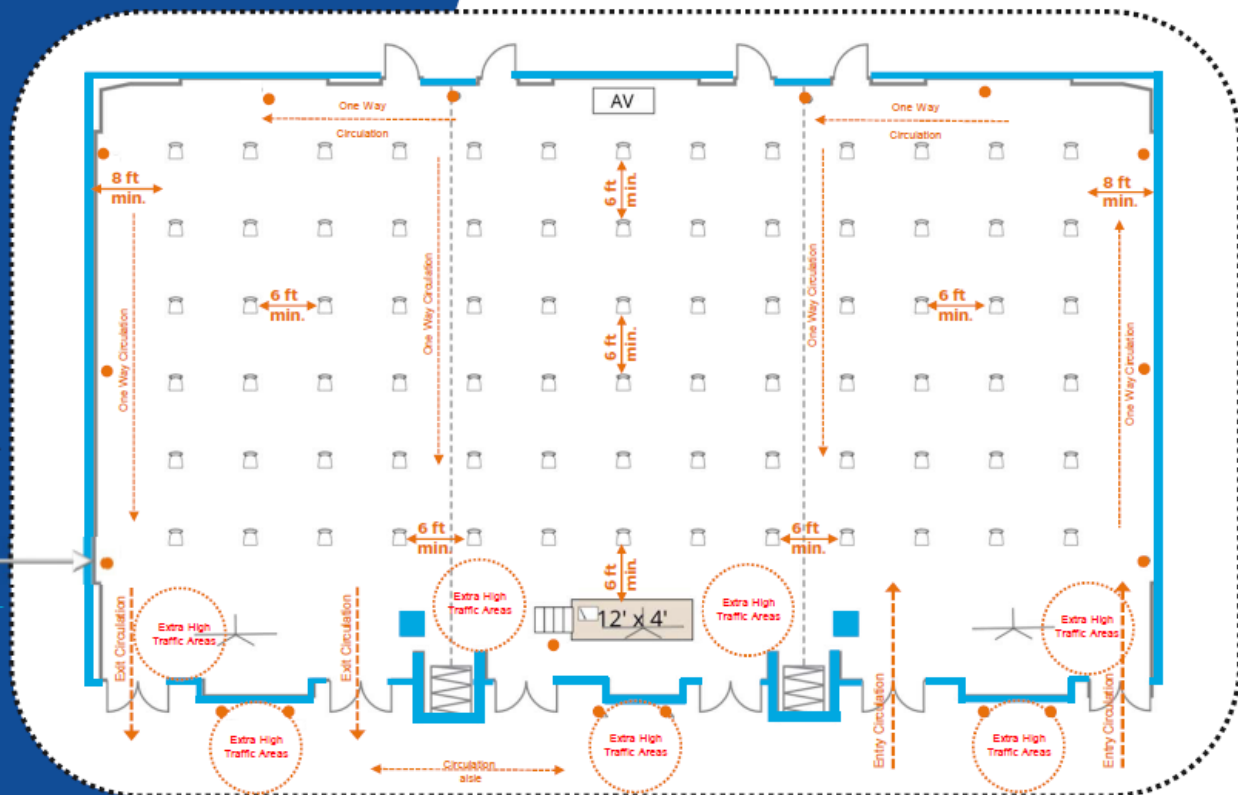 AV
One Way
Circulation
One Way
Circulation
8 ft
min.
6 ft
min.
8 ft
min.
One Way Circulation
One Way Circulation
One Way Circulation
One Way Circulation
6 ft
min.
6 ft
min.
6 ft
min.
6 ft
min.
6 ft
min.
6 ft
min.
Extra High
Traffic Areas
Extra High
Traffic Areas
12' x 4'
Extra High
Traffic Areas
Extra High
Traffic Areas
Exit Circulation
Exit Circulation
Entry Circulation
Entry Circulation
Extra High
Traffic Areas
Extra High
Traffic Areas
Extra High
Traffic Areas
Circulation
aisle